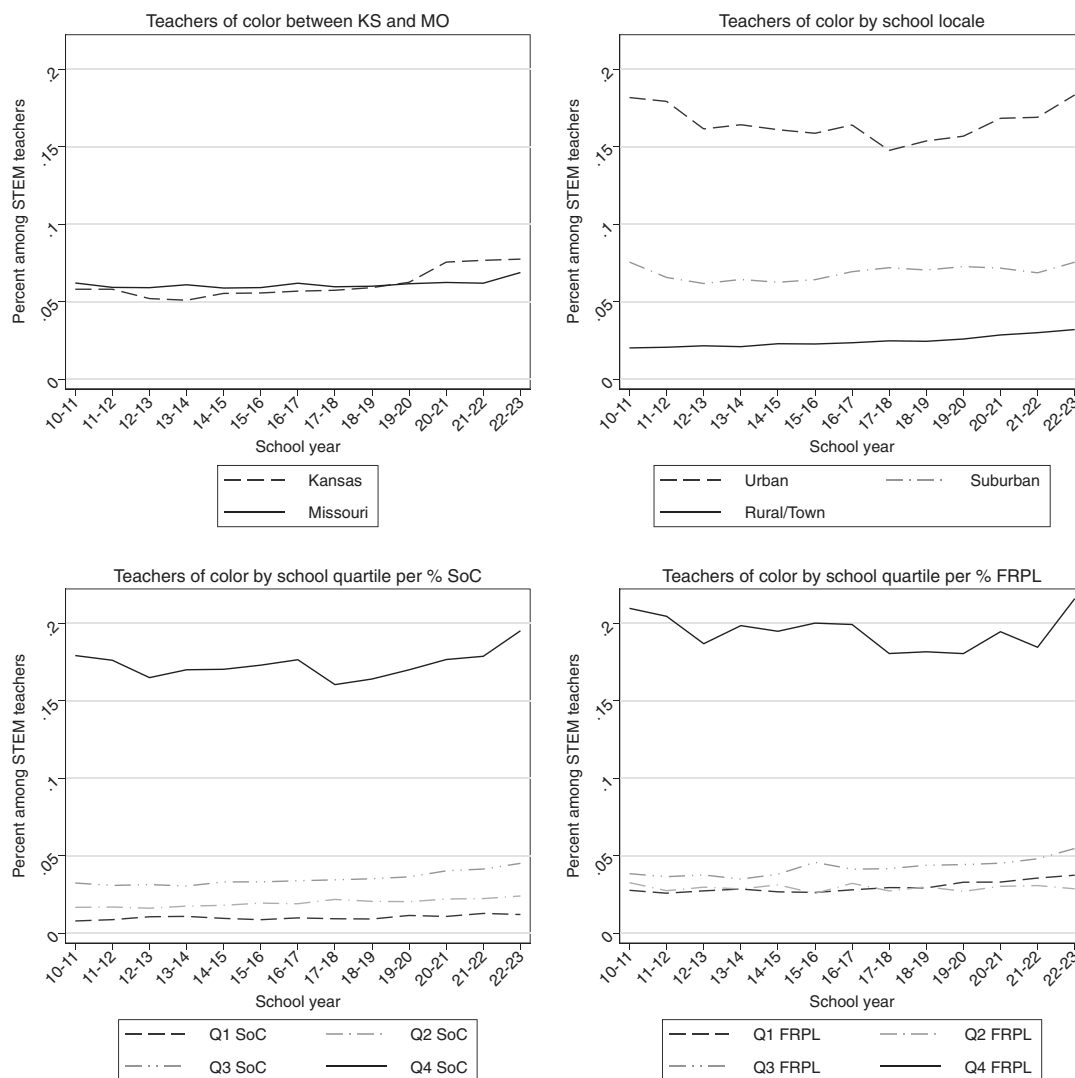 Teachers of color between KS and MO
Percent among STEM teachers
.2
.15
.1
.05
0
10-11 11-12 12-13 13-14 14-15 15-16 16-17 17-18 18-19 19-20 20-21 21-22 22-23
School year
Kansas
Missouri
Teachers of color by school locale
Percent among STEM teachers
.2
.15
.1
.05
0
10-11 11-12 12-13 13-14 14-15 15-16 16-17 17-18 18-19 19-20 20-21 21-22 22-23
School year
Urban Suburban
Rural/Town
Teachers of color by school quartile per % SoC
Percent among STEM teachers
.2
.15
.1
.05
0
10-11 11-12 12-13 13-14 14-15 15-16 16-17 17-18 18-19 19-20 20-21 21-22 22-23
School year
Q1 SoC Q2 SoC
Q3 SoC Q4 SoC
Teachers of color by school quartile per % FRPL
Percent among STEM teachers
.2
.15
.1
.05
0
10-11 11-12 12-13 13-14 14-15 15-16 16-17 17-18 18-19 19-20 20-21 21-22 22-23
School year
Q1 FRPL Q2 FRPL
Q3 FRPL Q4 FRPL